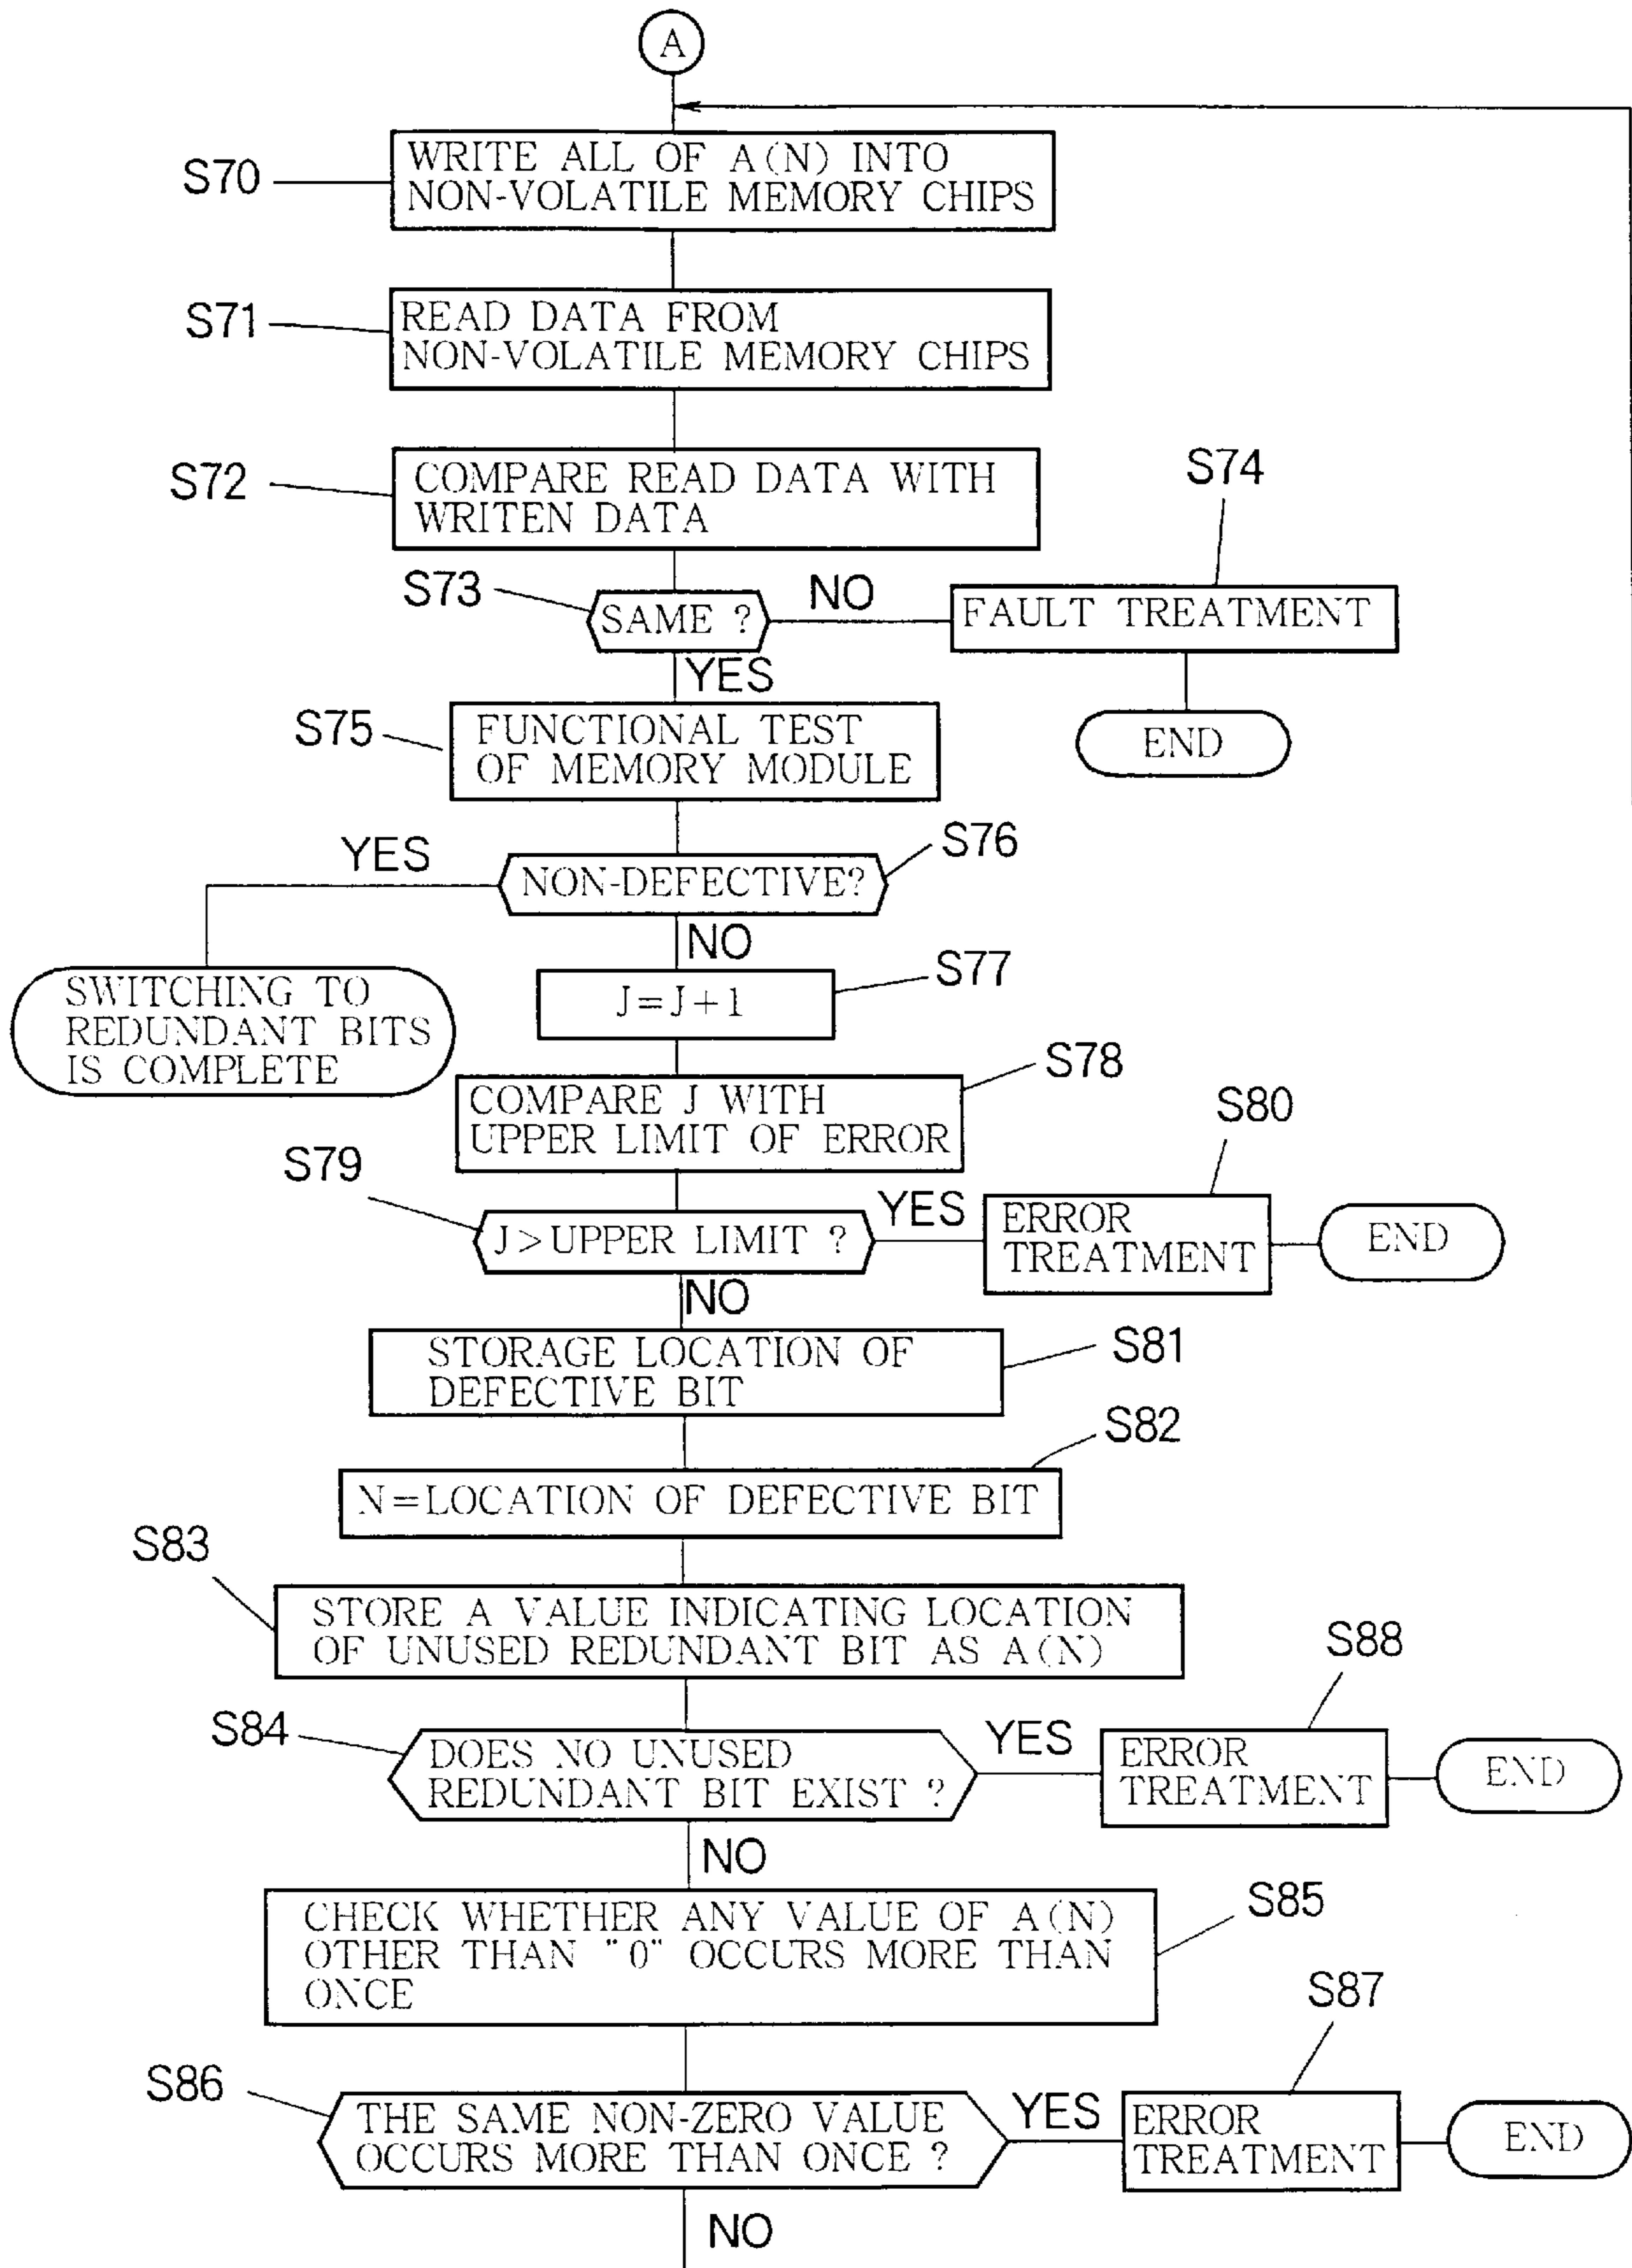 A
S70
WRITE ALL OF A(N) INTO
NON-VOLATILE MEMORY CHIPS
S71
READ DATA FROM
NON-VOLATILE MEMORY CHIPS
S72
COMPARE READ DATA WITH
WRITEN DATA
S74
S73
SAME ?
NO
FAULT TREATMENT
YES
END
S75
FUNCTIONAL TEST
OF MEMORY MODULE
S76
YES
NON-DEFECTIVE?
NO
SWITCHING TO
REDUNDANT BITS
IS COMPLETE
S77
J=J+1
S78
COMPARE J WITH
UPPER LIMIT OF ERROR
S80
S79
J>UPPER LIMIT ?
YES
ERROR
TREATMENT
END
NO
S81
STORAGE LOCATION OF
DEFECTIVE BIT
S82
N=LOCATION OF DEFECTIVE BIT
S83
STORE A VALUE INDICATING LOCATION
OF UNUSED REDUNDANT BIT AS A(N)
S88
S84
DOES NO UNUSED
REDUNDANT BIT EXIST ?
YES
ERROR
TREATMENT
END
NO
S85
CHECK WHETHER ANY VALUE OF A(N)
OTHER THAN "0" OCCURS MORE THAN
ONCE
S87
S86
THE SAME NON-ZERO VALUE
OCCURS MORE THAN ONCE ?
YES
ERROR
TREATMENT
END
NO